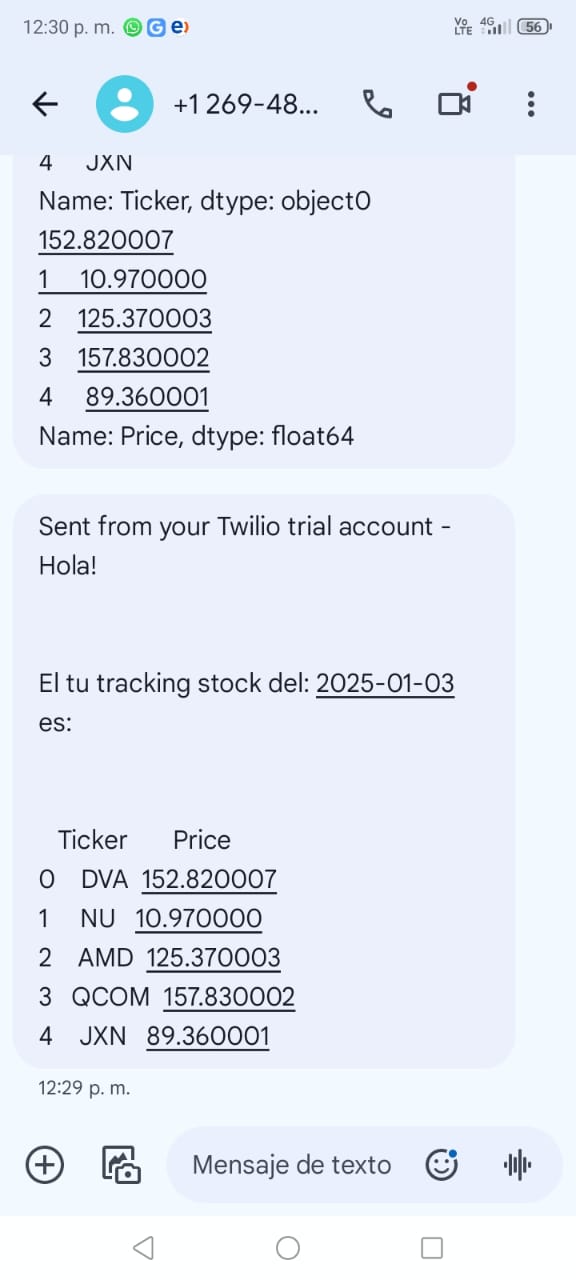 12:30 p. m.
Vo LTE 4G 56
+1 269-48...
4 JXN
Name: Ticker, dtype: object0
152.820007
1 10.970000
2 125.370003
3 157.830002
4 89.360001
Name: Price, dtype: float64
Sent from your Twilio trial account -
Hola!
El tu tracking stock del: 2025-01-03
es:
Ticker Price
0 DVA 152.820007
1 NU 10.970000
2 AMD 125.370003
3 QCOM 157.830002
4 JXN 89.360001
12:29 p. m.
Mensaje de texto